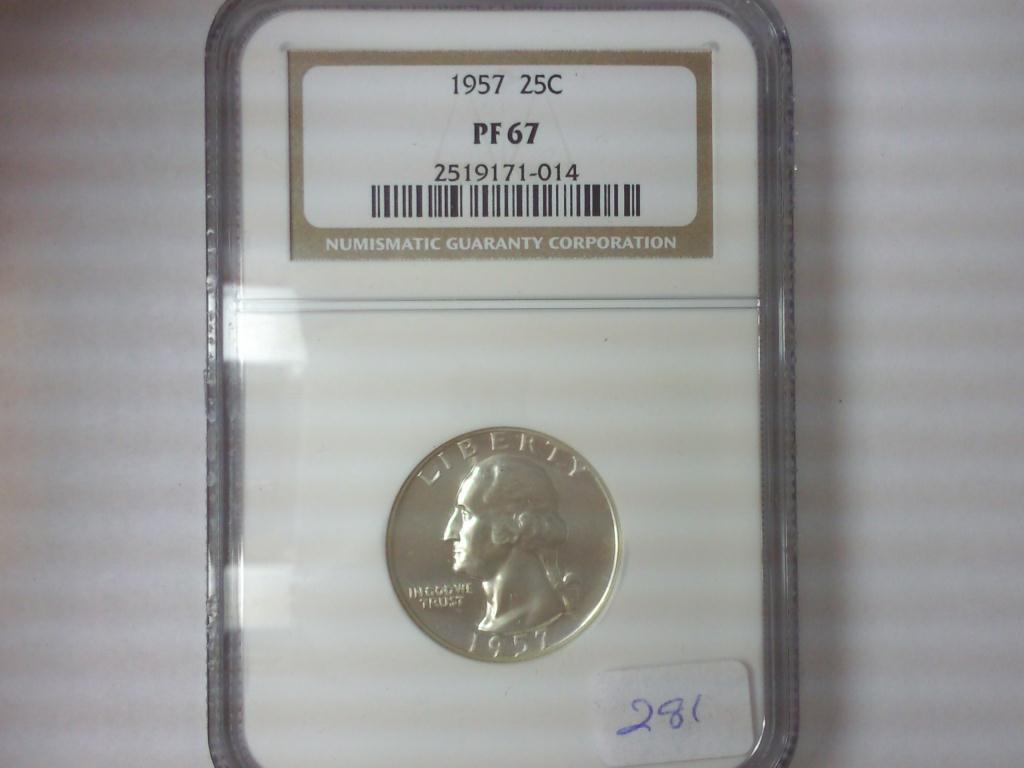 1957 25C
PF 67
2519171-014
NUMISMATIC GUARANTY CORPORATION
LIBERTY
IN GOD WE
TRUST
1957
281